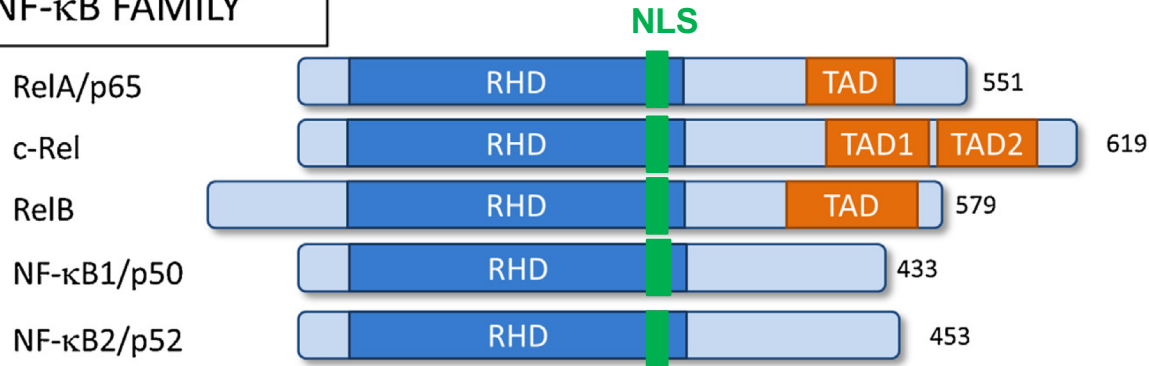 NF-κB FAMILY
NLS
RelA/p65 RHD TAD 551
c-Rel RHD TAD1 TAD2 619
RelB RHD TAD 579
NF-κB1/p50 RHD 433
NF-κB2/p52 RHD 453